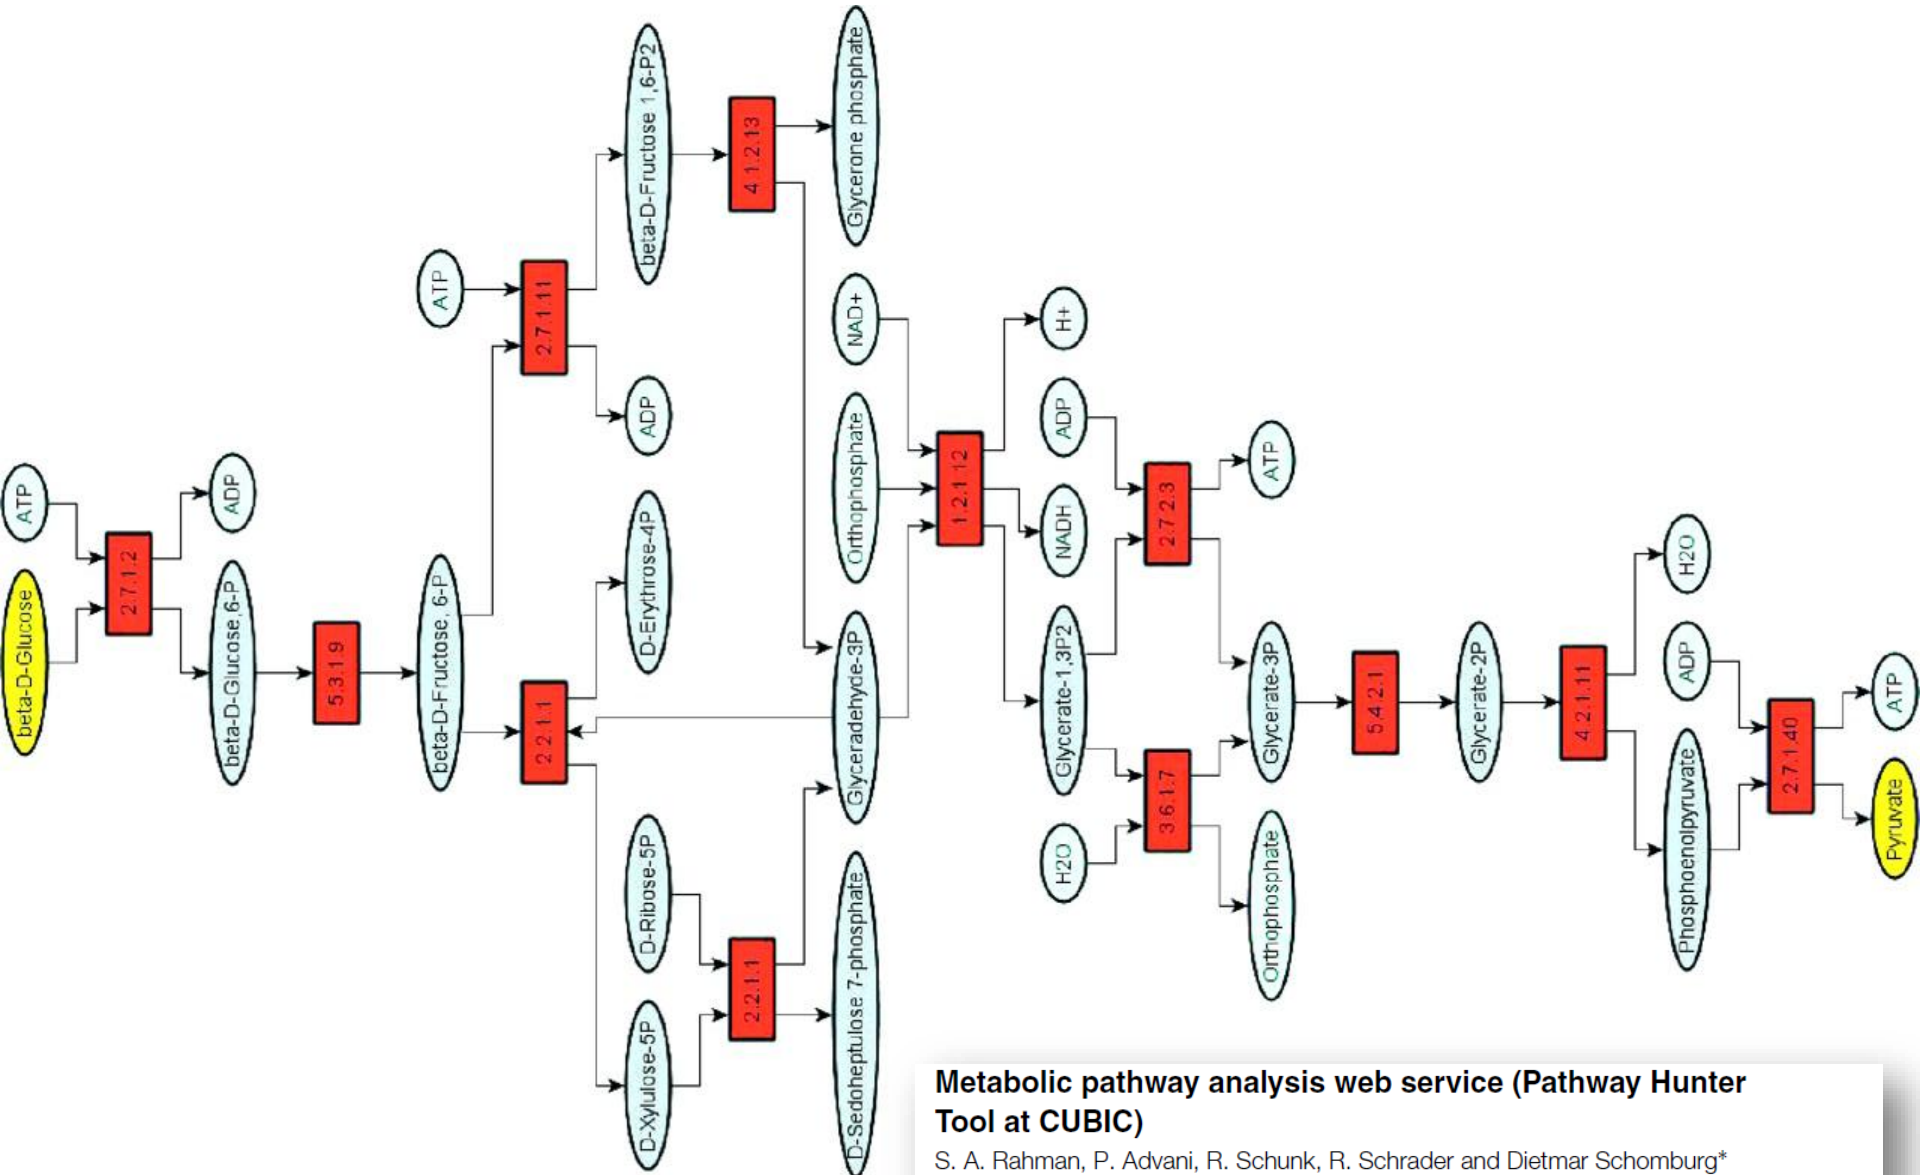 beta-D-Glucose
ATP
2.7.1.2
beta-D-Glucose,6-P
ADP
5.3.1.9
beta-D-Fructose, 6-P
ATP
2.2.1.1
2.7.1.11
D-Xylulose-5P
D-Ribose-5P
D-Erythrose-4P
ADP
beta-D-Fructose 1,6-P2
2.2.1.1
4.1.2.13
D-Sedoheptulose 7-phosphate
Glyceradehyde-3P
Orthophosphate
NAD+
Glycerone phosphate
1.2.1.12
H2O
Glycerate-1,3P2
NADH
ADP
H+
3.6.1.7
2.7.2.3
Orthophosphate
Glycerate-3P
ATP
5.4.2.1
Glycerate-2P
4.2.1.11
Phosphoenolpyruvate
ADP
H2O
2.7.1.40
Pyruvate
ATP
Metabolic pathway analysis web service (Pathway Hunter
Tool at CUBIC)
S. A. Rahman, P. Advani, R. Schunk, R. Schrader and Dietmar Schomburg*